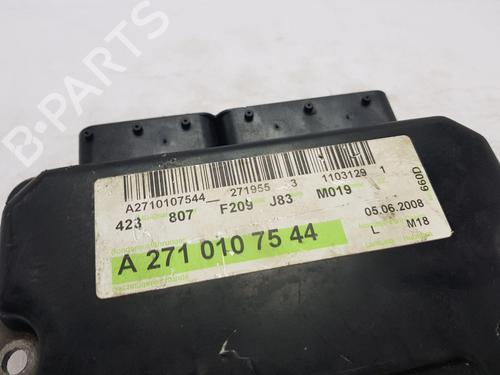 B-PARTS
A2710107544__ 271955 3 1103129 1
423 807 F209 J83 M019
660D
A 271 010 75 44
05.06.2008
L M18